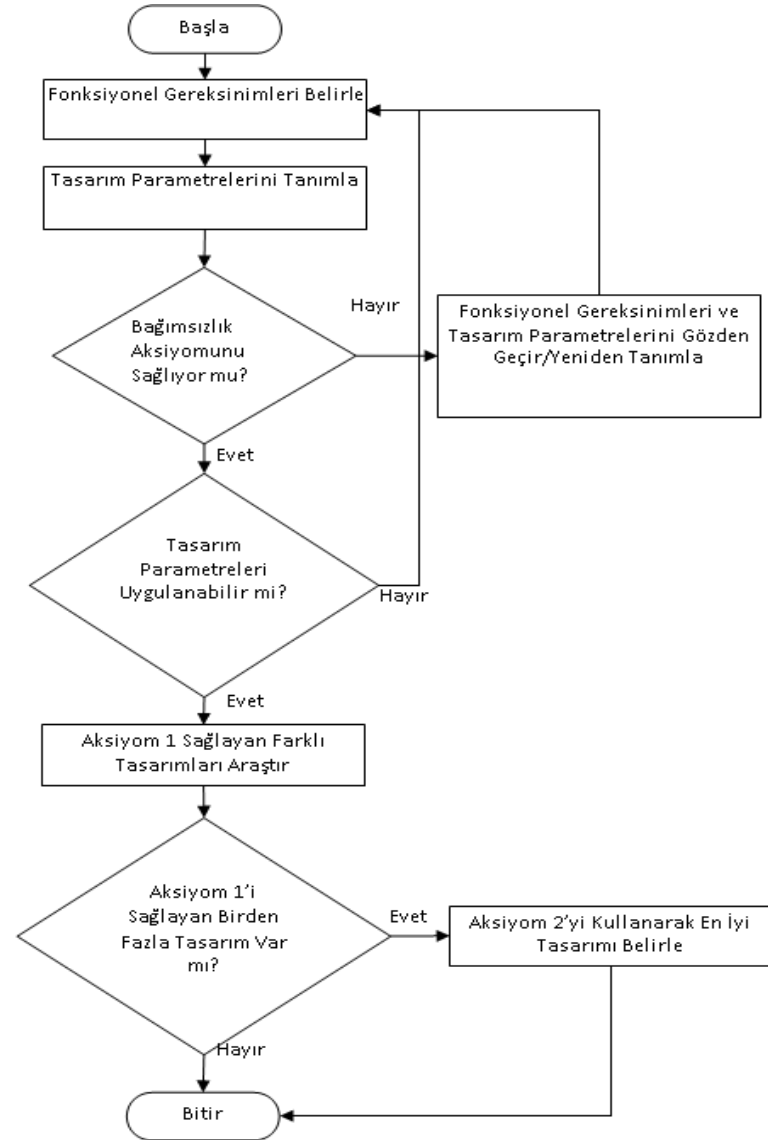 Başla
Fonksiyonel Gereksinimleri Belirle
Tasarım Parametrelerini Tanımla
Bağımsızlık
Aksiyomunu
Sağlıyor mu?
Hayır
Fonksiyonel Gereksinimleri ve
Tasarım Parametrelerini Gözden
Geçir/Yeniden Tanımla
Evet
Tasarım
Parametreleri
Uygulanabilir mi?
Hayır
Evet
Aksiyom 1 Sağlayan Farklı
Tasarımları Araştır
Aksiyom 1'i
Sağlayan Birden
Fazla Tasarım Var
mı?
Evet
Aksiyom 2'yi Kullanarak En İyi
Tasarımı Belirle
Hayır
Bitir